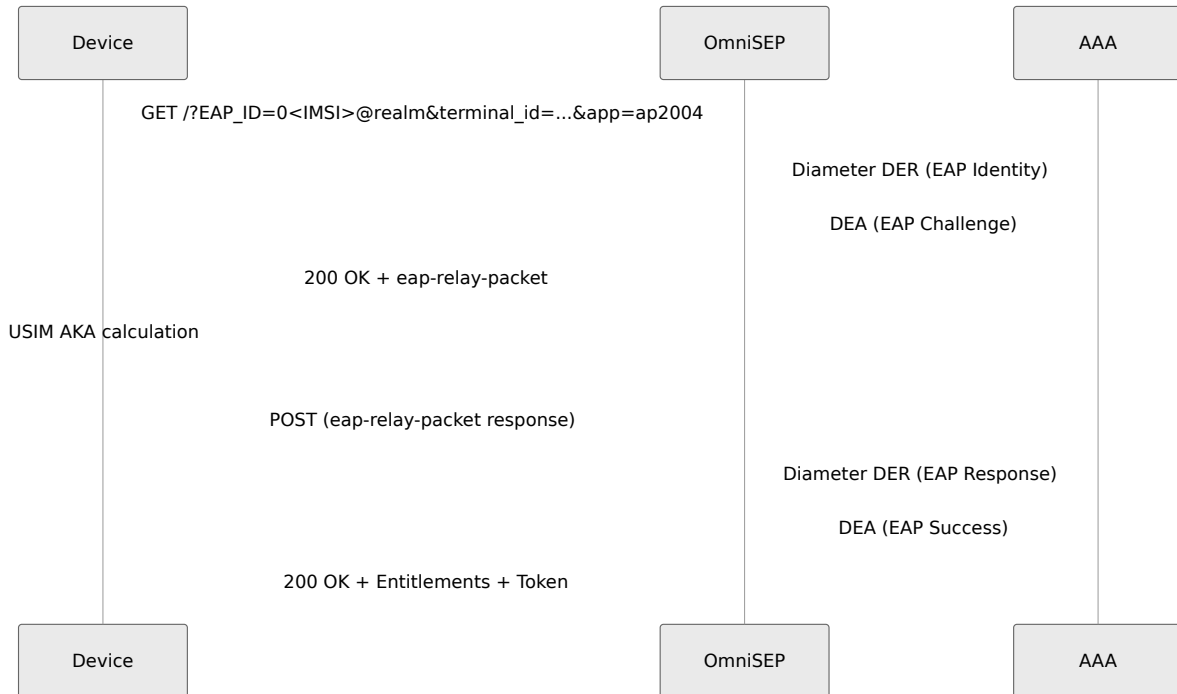 Device
OmniSEP
AAA
GET /?EAP_ID=0<IMSI>@realm&terminal_id=...&app=ap2004
Diameter DER (EAP Identity)
DEA (EAP Challenge)
200 OK + eap-relay-packet
USIM AKA calculation
POST (eap-relay-packet response)
Diameter DER (EAP Response)
DEA (EAP Success)
200 OK + Entitlements + Token
Device
OmniSEP
AAA